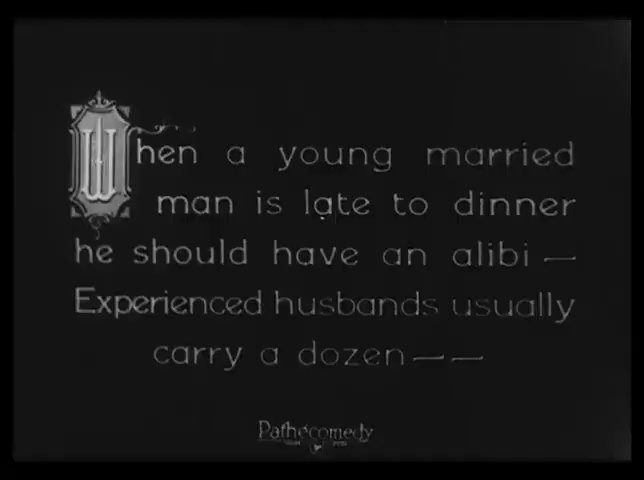 When a young married
man is late to dinner
he should have an alibi —
Experienced husbands usually
carry a dozen — —
Pathécomedy